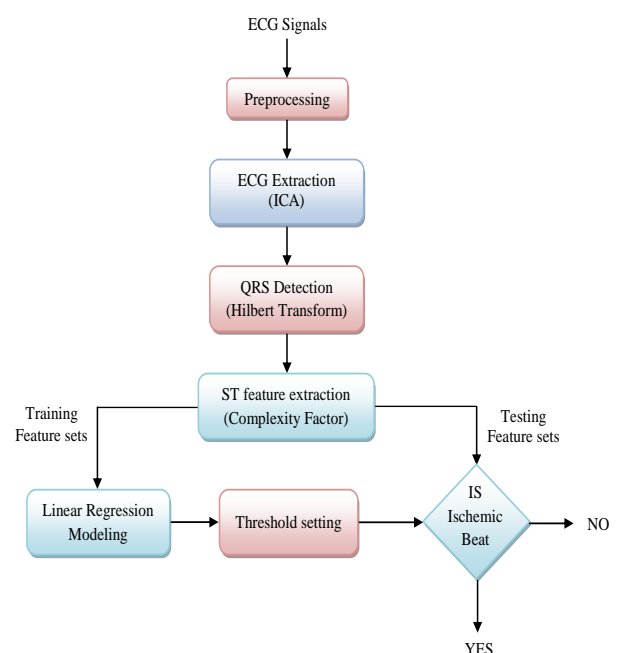 ECG Signals
Preprocessing
ECG Extraction
(ICA)
QRS Detection
(Hilbert Transform)
ST feature extraction
(Complexity Factor)
Training
Feature sets
Testing
Feature sets
Linear Regression
Modeling
Threshold setting
IS
Ischemic
Beat
NO
YES